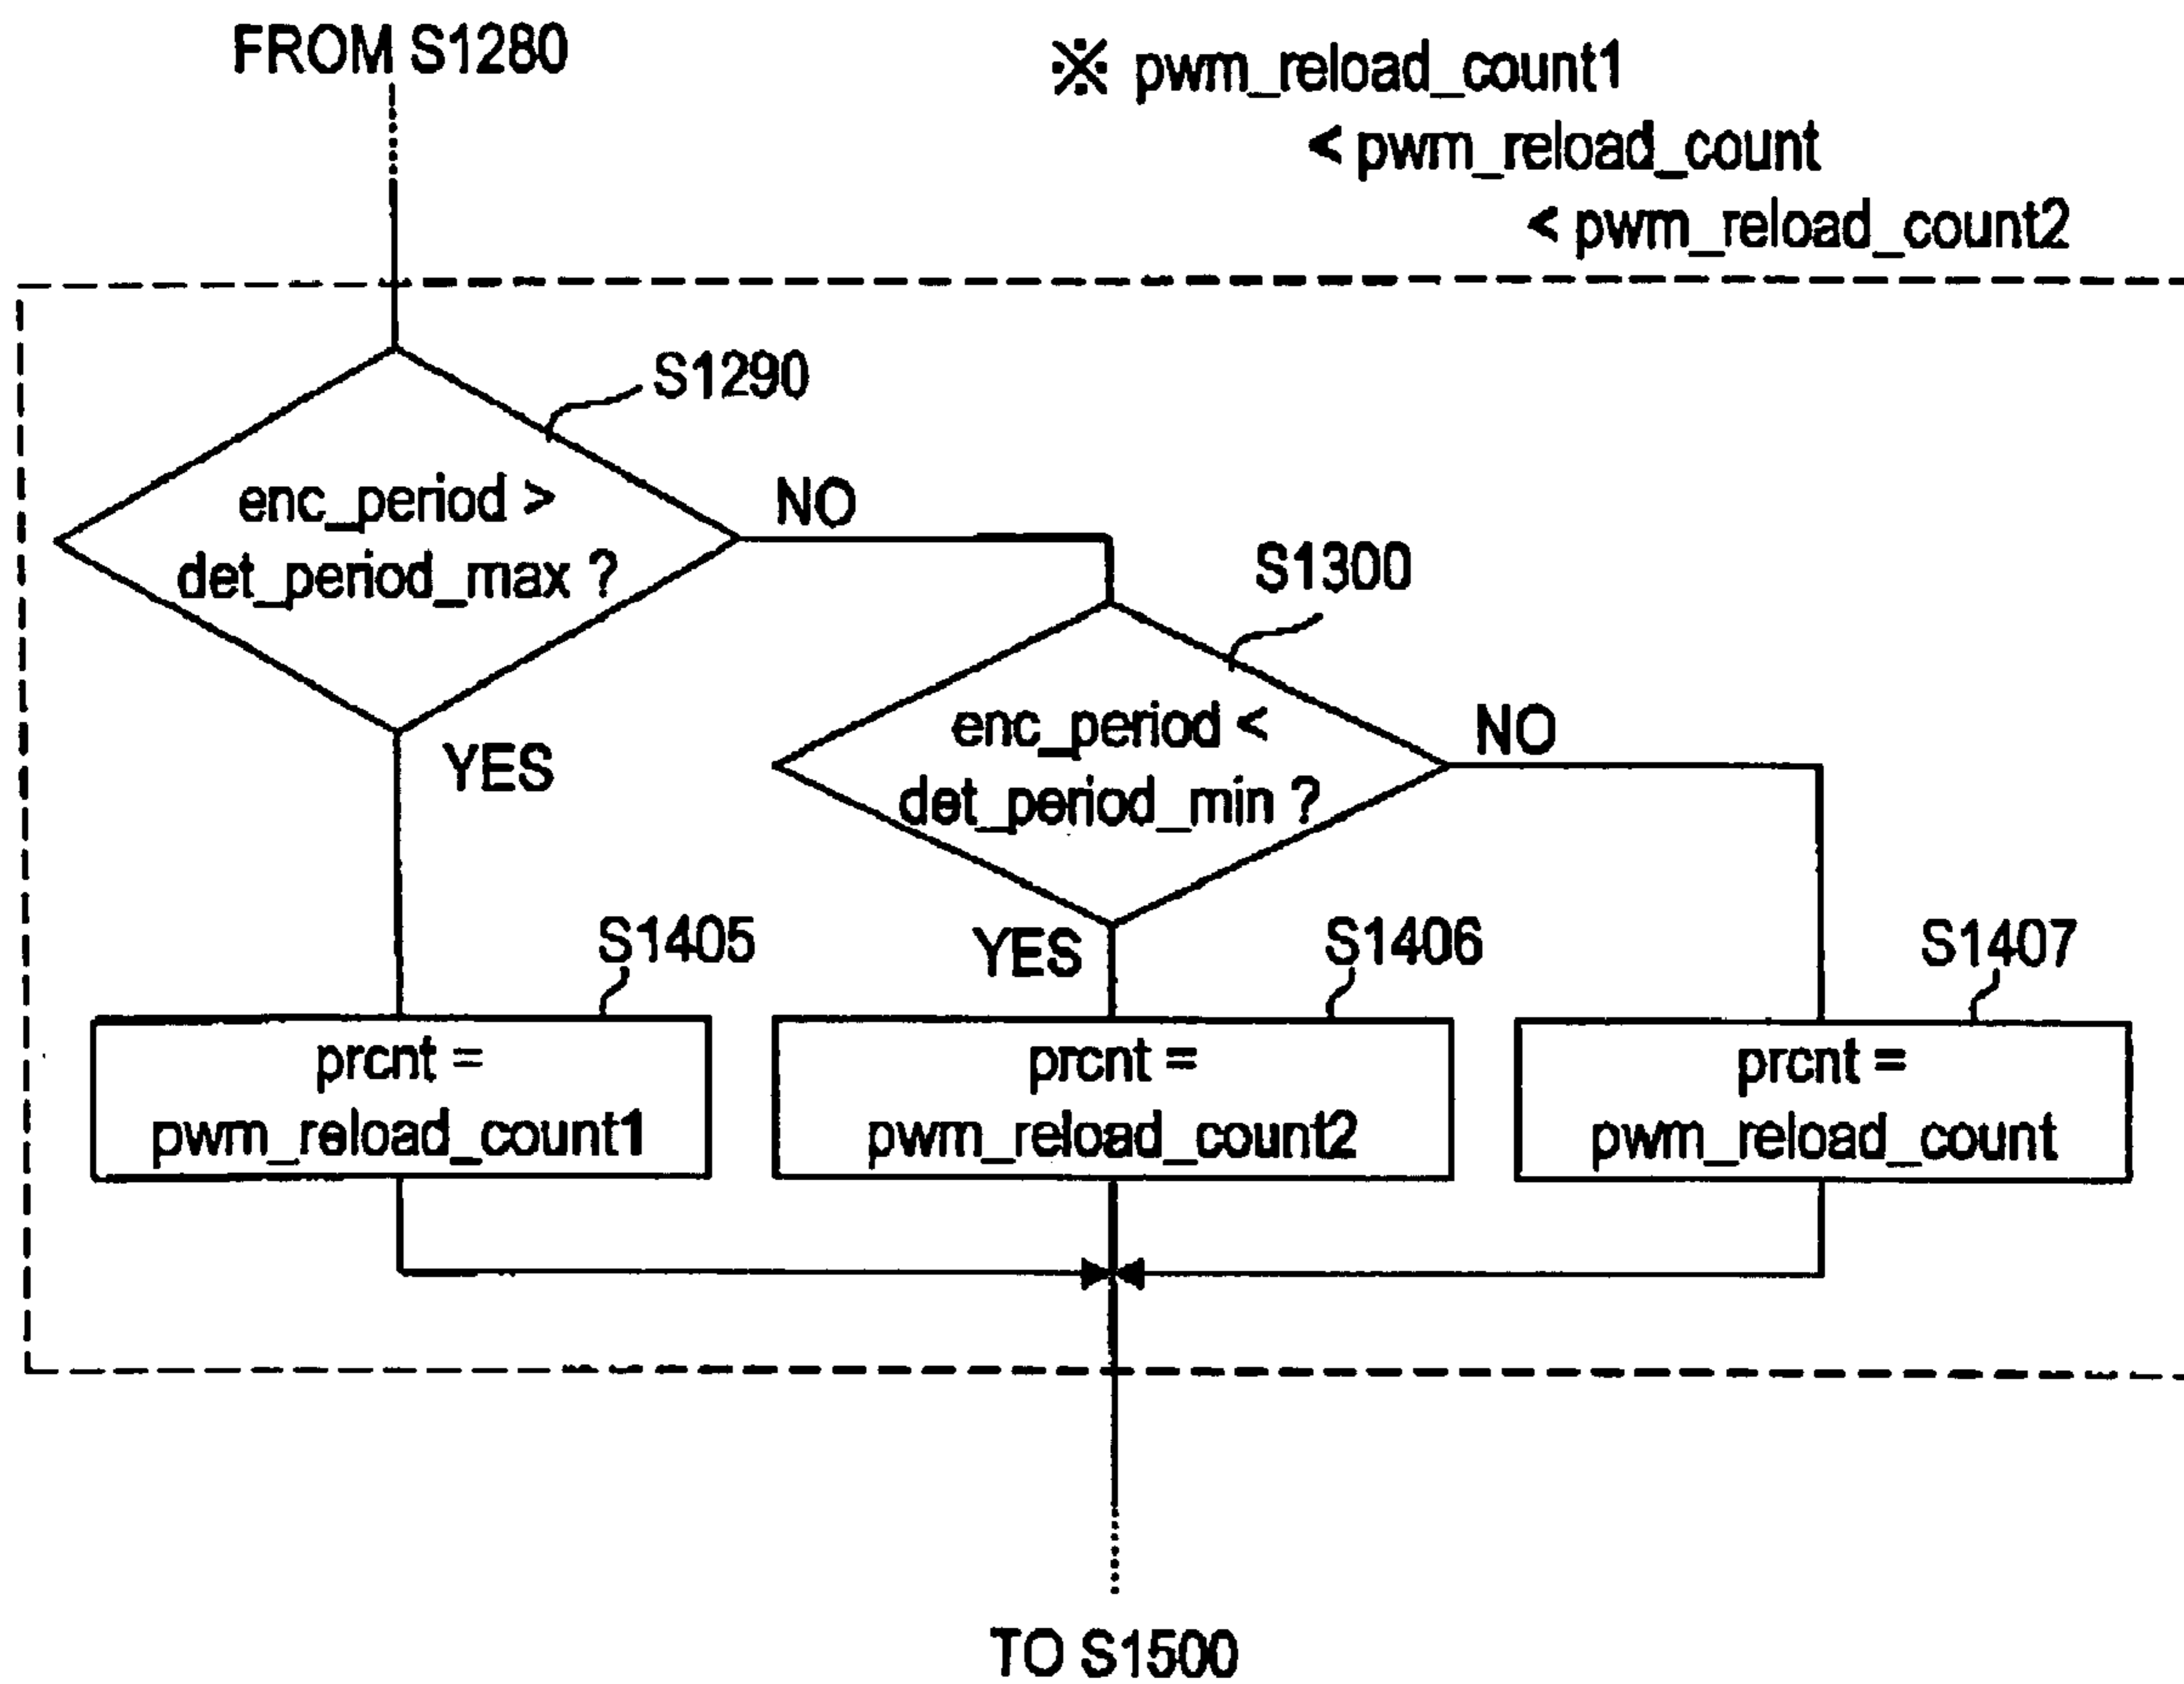 FROM S1280
※ pwm_reload_count1
< pwm_reload_count
< pwm_reload_count2
S1290
enc_period >
det_period_max ?
NO
YES
S1300
enc_period <
det_period_min ?
NO
YES
S1405
prcnt =
pwm_reload_count1
S1406
prcnt =
pwm_reload_count2
S1407
prcnt =
pwm_reload_count
TO S1500